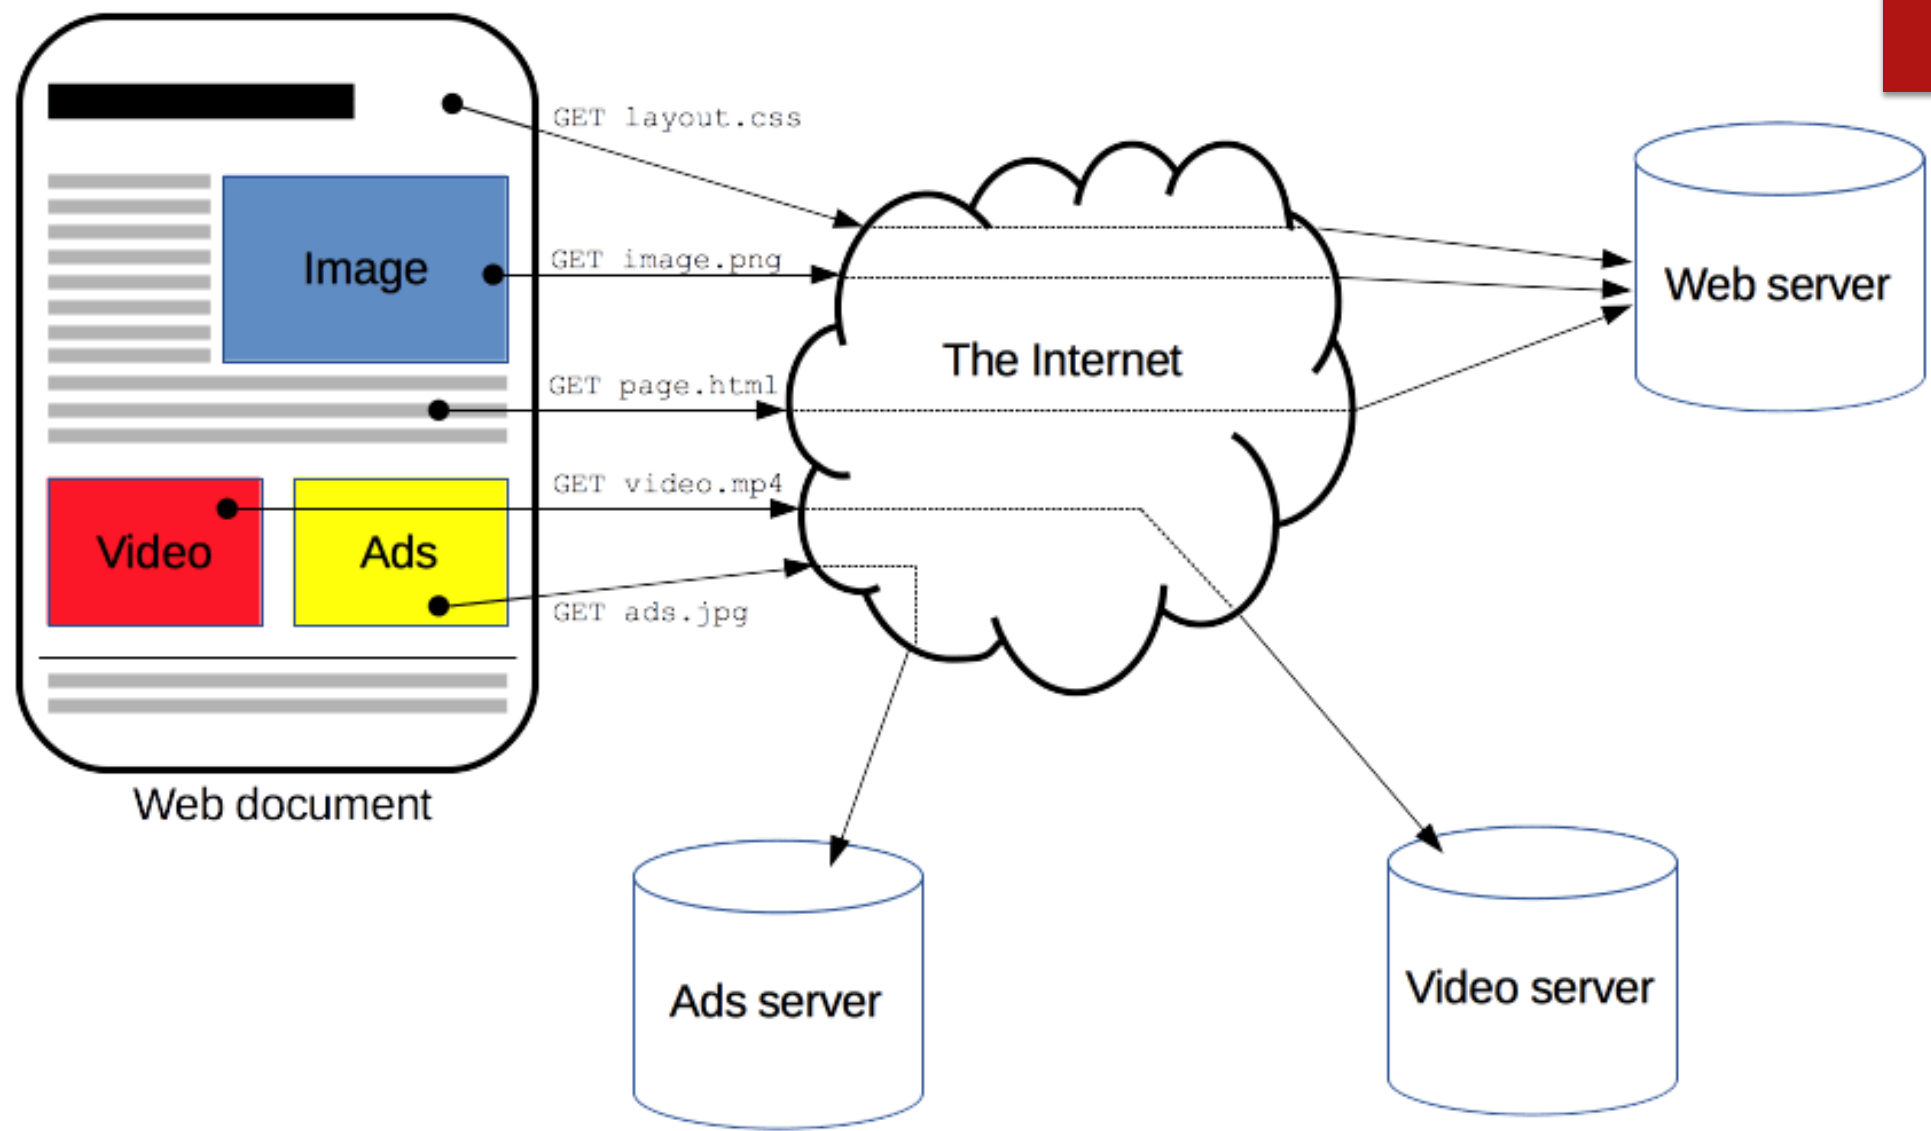 GET layout.css
Image
GET image.png
GET page.html
Video
Ads
GET video.mp4
GET ads.jpg
Web document
The Internet
Web server
Ads server
Video server